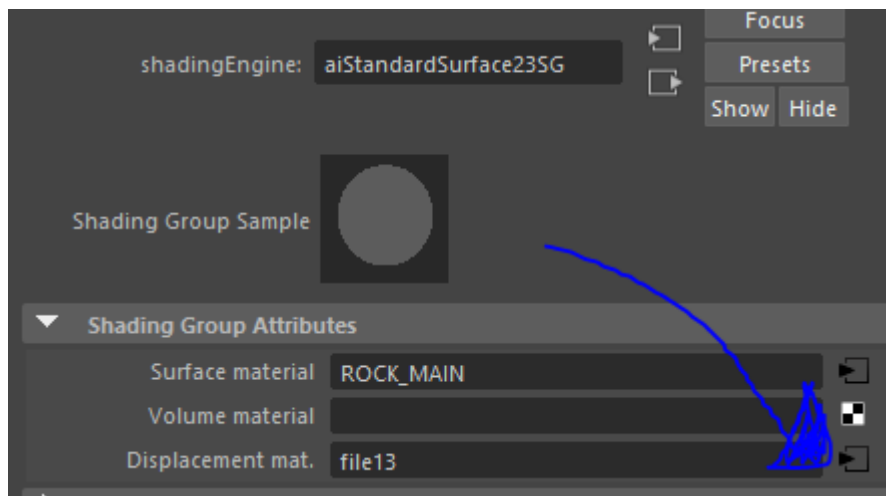 Focus
shadingEngine: aiStandardSurface23SG
Presets
Show Hide
Shading Group Sample
Shading Group Attributes
Surface material ROCK_MAIN
Volume material
Displacement mat. file13